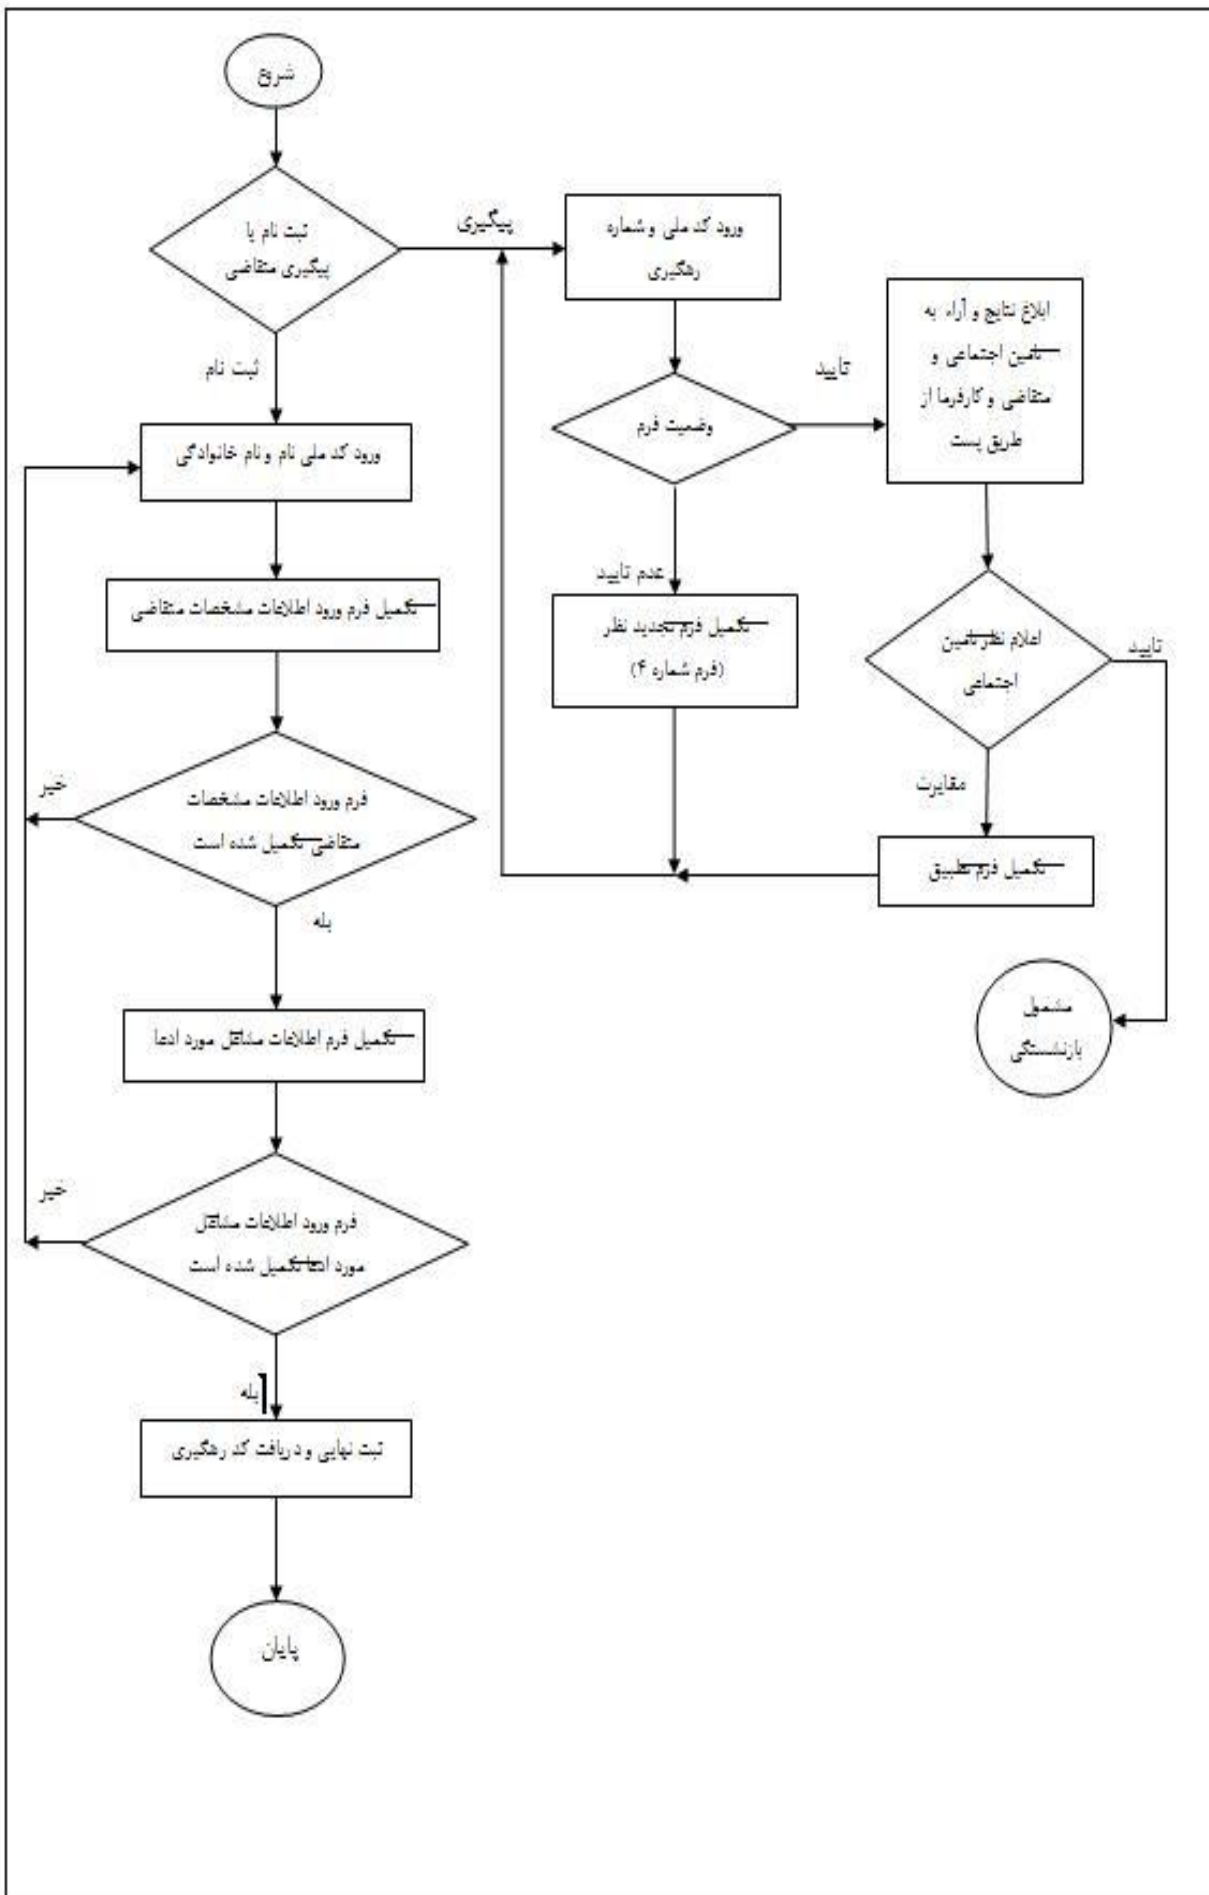 شروع
ثبت نام یا
پیگیری متقاضی
ثبت نام
ورود کد ملی نام و نام خانوادگی
تکمیل فرم ورود اطلاعات مشخصات متقاضی
فرم ورود اطلاعات مشخصات
متقاضی تکمیل شده است
خیر
بله
تکمیل فرم اطلاعات مشاغل مورد ادعا
فرم ورود اطلاعات مشاغل
مورد ادعا تکمیل شده است
خیر
بله
ثبت نهایی و دریافت کد رهگیری
پایان
پیگیری
ورود کد ملی و شماره
رهگیری
وضعیت فرم
عدم تایید
تکمیل فرم تجدید نظر
(فرم شماره ۴)
تایید
ابلاغ نتایج و آراء به
تامین اجتماعی و
متقاضی و کارفرما از
طریق پست
اعلام نظر تامین
اجتماعی
مقایرت
تکمیل فرم تطبیق
تایید
مشمول
بازنشستگی